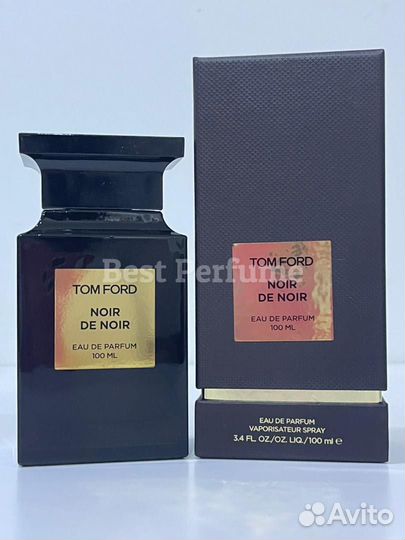 Best Perfume
TOM FORD
NOIR
DE NOIR
EAU DE PARFUM
100 ML
TOM FORD
NOIR
DE NOIR
EAU DE PARFUM
100 ML
EAU DE PARFUM
VAPORISATEUR SPRAY
3.4 FL. OZ./OZ. LIQ./100 ml e
Avito